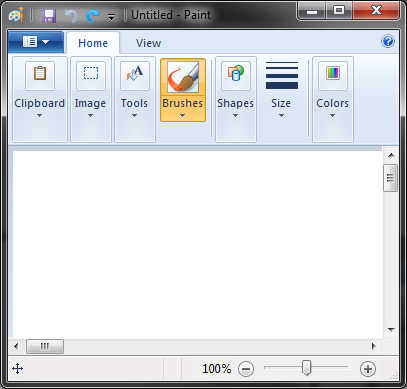 Untitled - Paint
Home View
Clipboard Image Tools Brushes Shapes Size Colors
100%